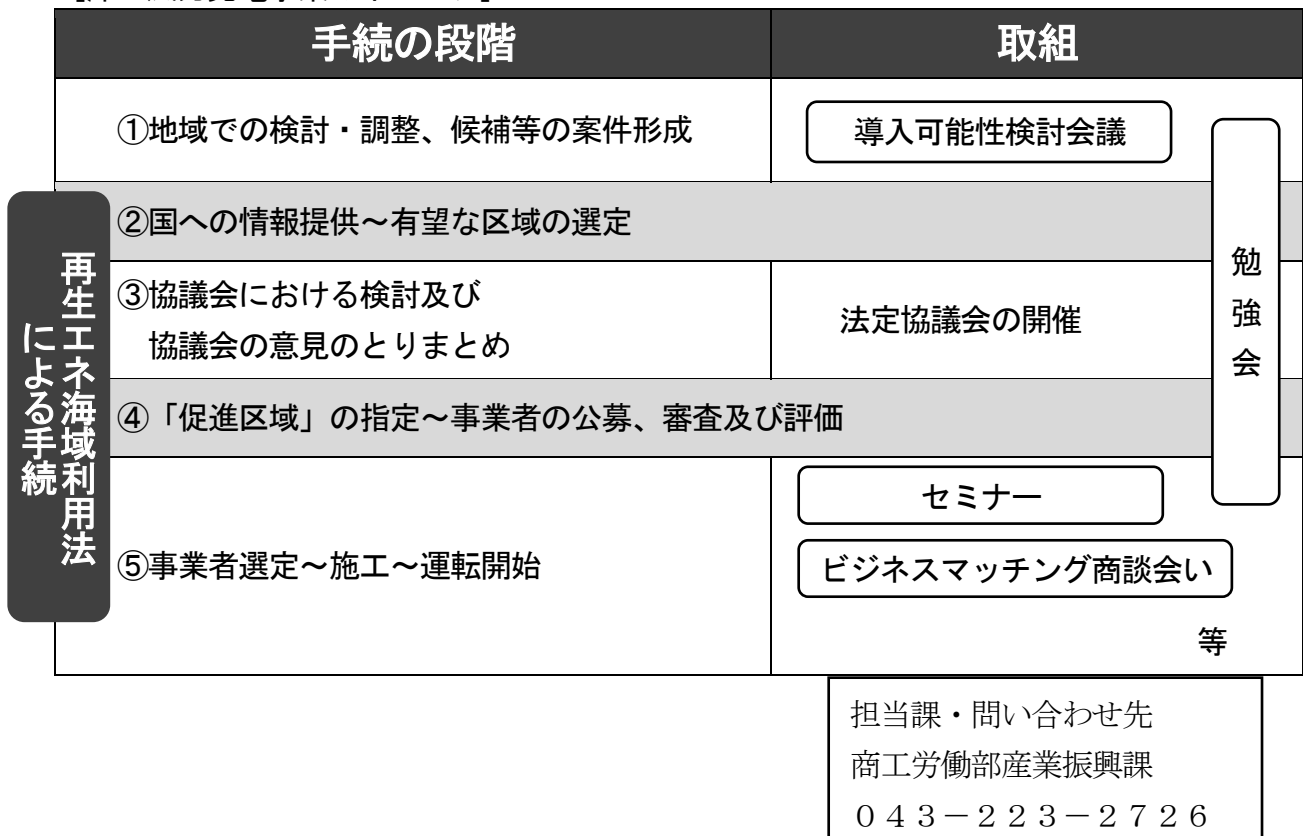 手続の段階
取組
①地域での検討・調整、候補等の案件形成
導入可能性検討会議
②国への情報提供~有望な区域の選定
③協議会における検討及び
協議会の意見のとりまとめ
法定協議会の開催
④「促進区域」の指定~事業者の公募、審査及び評価
⑤事業者選定~施工~運転開始
セミナー
ビジネスマッチング商談会い
等
勉強会
再生エネ海域利用法
による手続
担当課・問い合わせ先
商工労働部産業振興課
043-223-2726